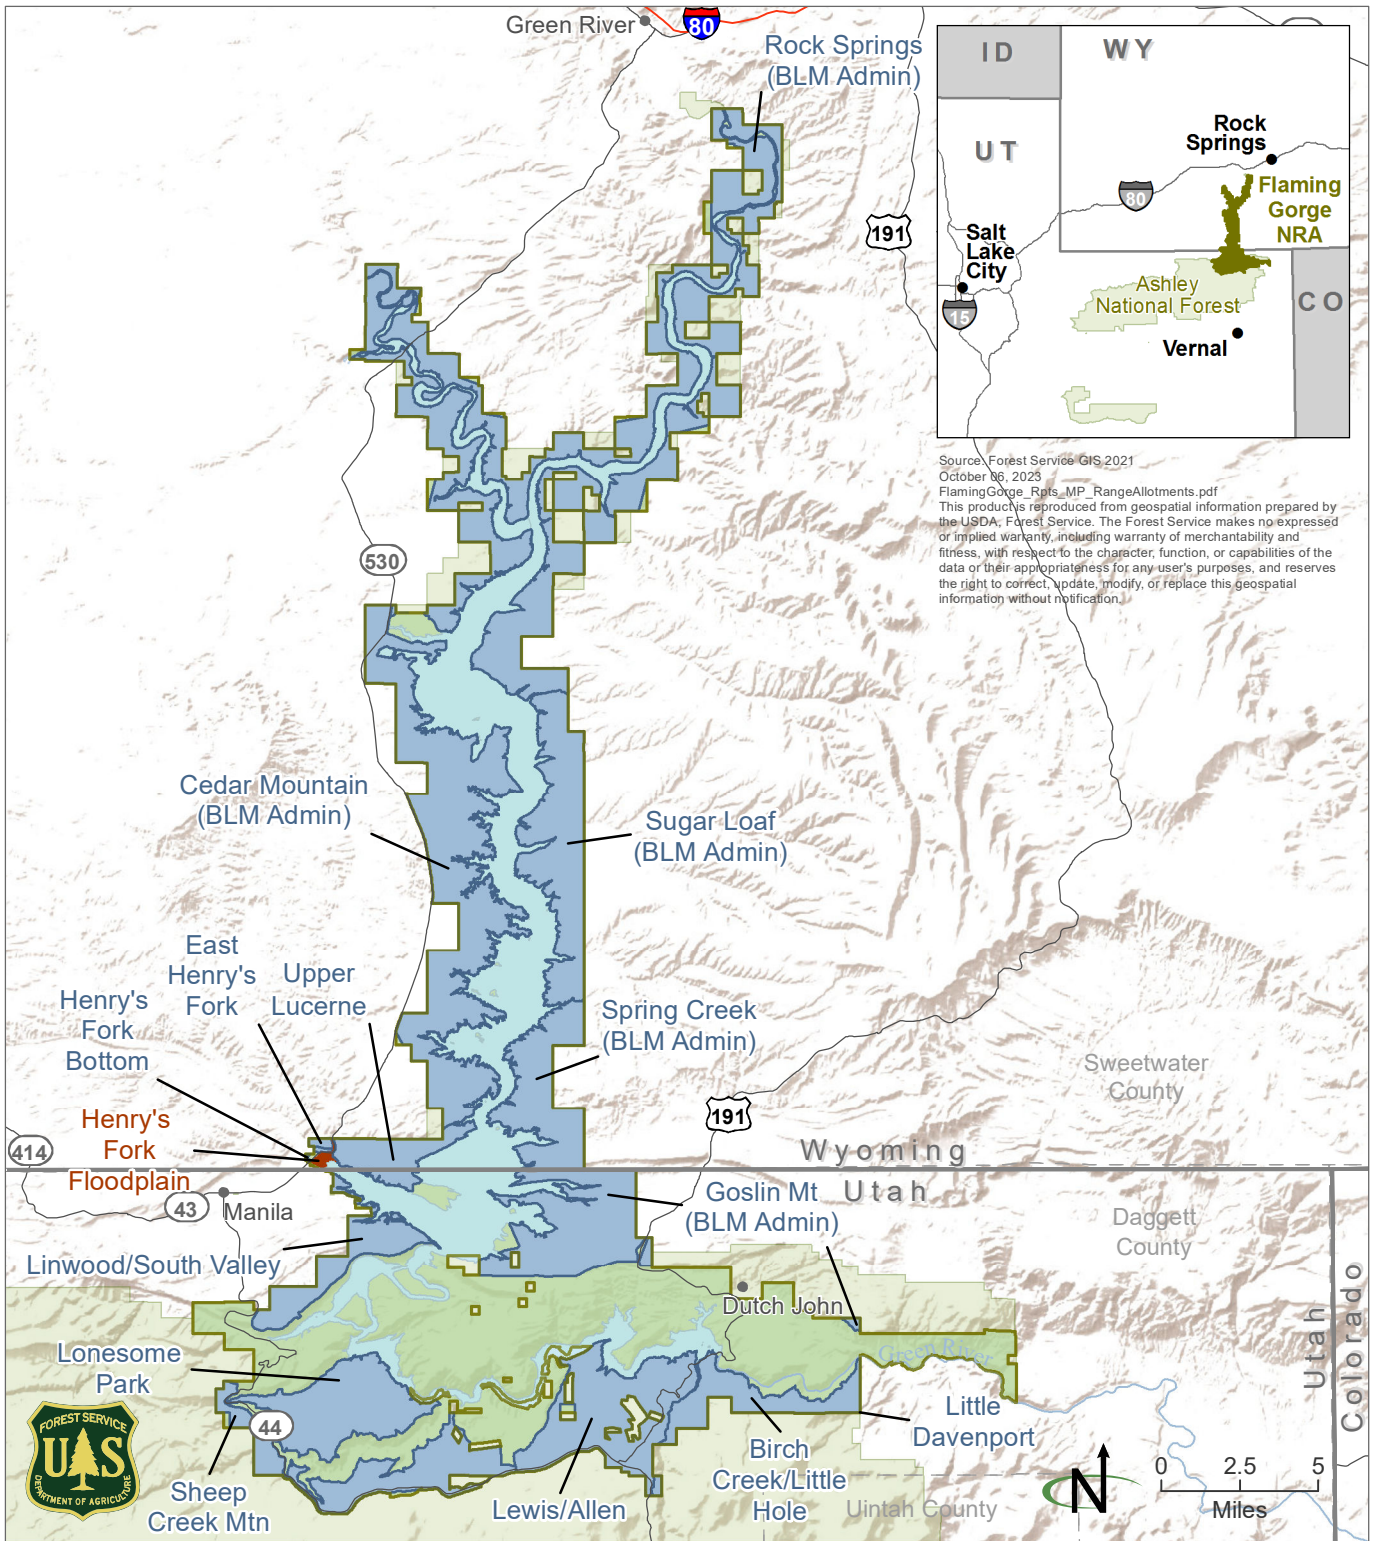 Green River
80
Rock Springs
(BLM Admin)
ID
WY
UT
Rock
Springs
80
Flaming
Gorge
NRA
Salt
Lake
City
15
Ashley
National Forest
CO
Vernal
191
Source: Forest Service GIS 2021
October 06, 2023
FlamingGorge_Rpts_MP_RangeAllotments.pdf
This product is reproduced from geospatial information prepared by
the USDA, Forest Service. The Forest Service makes no expressed
or implied warranty, including warranty of merchantability and
fitness, with respect to the character, function, or capabilities of the
data or their appropriateness for any user's purposes, and reserves
the right to correct, update, modify, or replace this geospatial
information without notification.
530
Cedar Mountain
(BLM Admin)
Sugar Loaf
(BLM Admin)
East
Henry's
Fork
Upper
Lucerne
Henry's
Fork
Bottom
Spring Creek
(BLM Admin)
Sweetwater
County
Henry's
Fork
Floodplain
191
414
Wyoming
Utah
43
Manila
Goslin Mt
(BLM Admin)
Daggett
County
Linwood/South Valley
Dutch John
Green River
Utah
Colorado
Lonesome
Park
44
Little
Davenport
Birch
Creek/Little
Hole
Lewis/Allen
Sheep
Creek Mtn
Uintah County
FOREST SERVICE
U S
DEPARTMENT OF AGRICULTURE
N
0 2.5 5
Miles